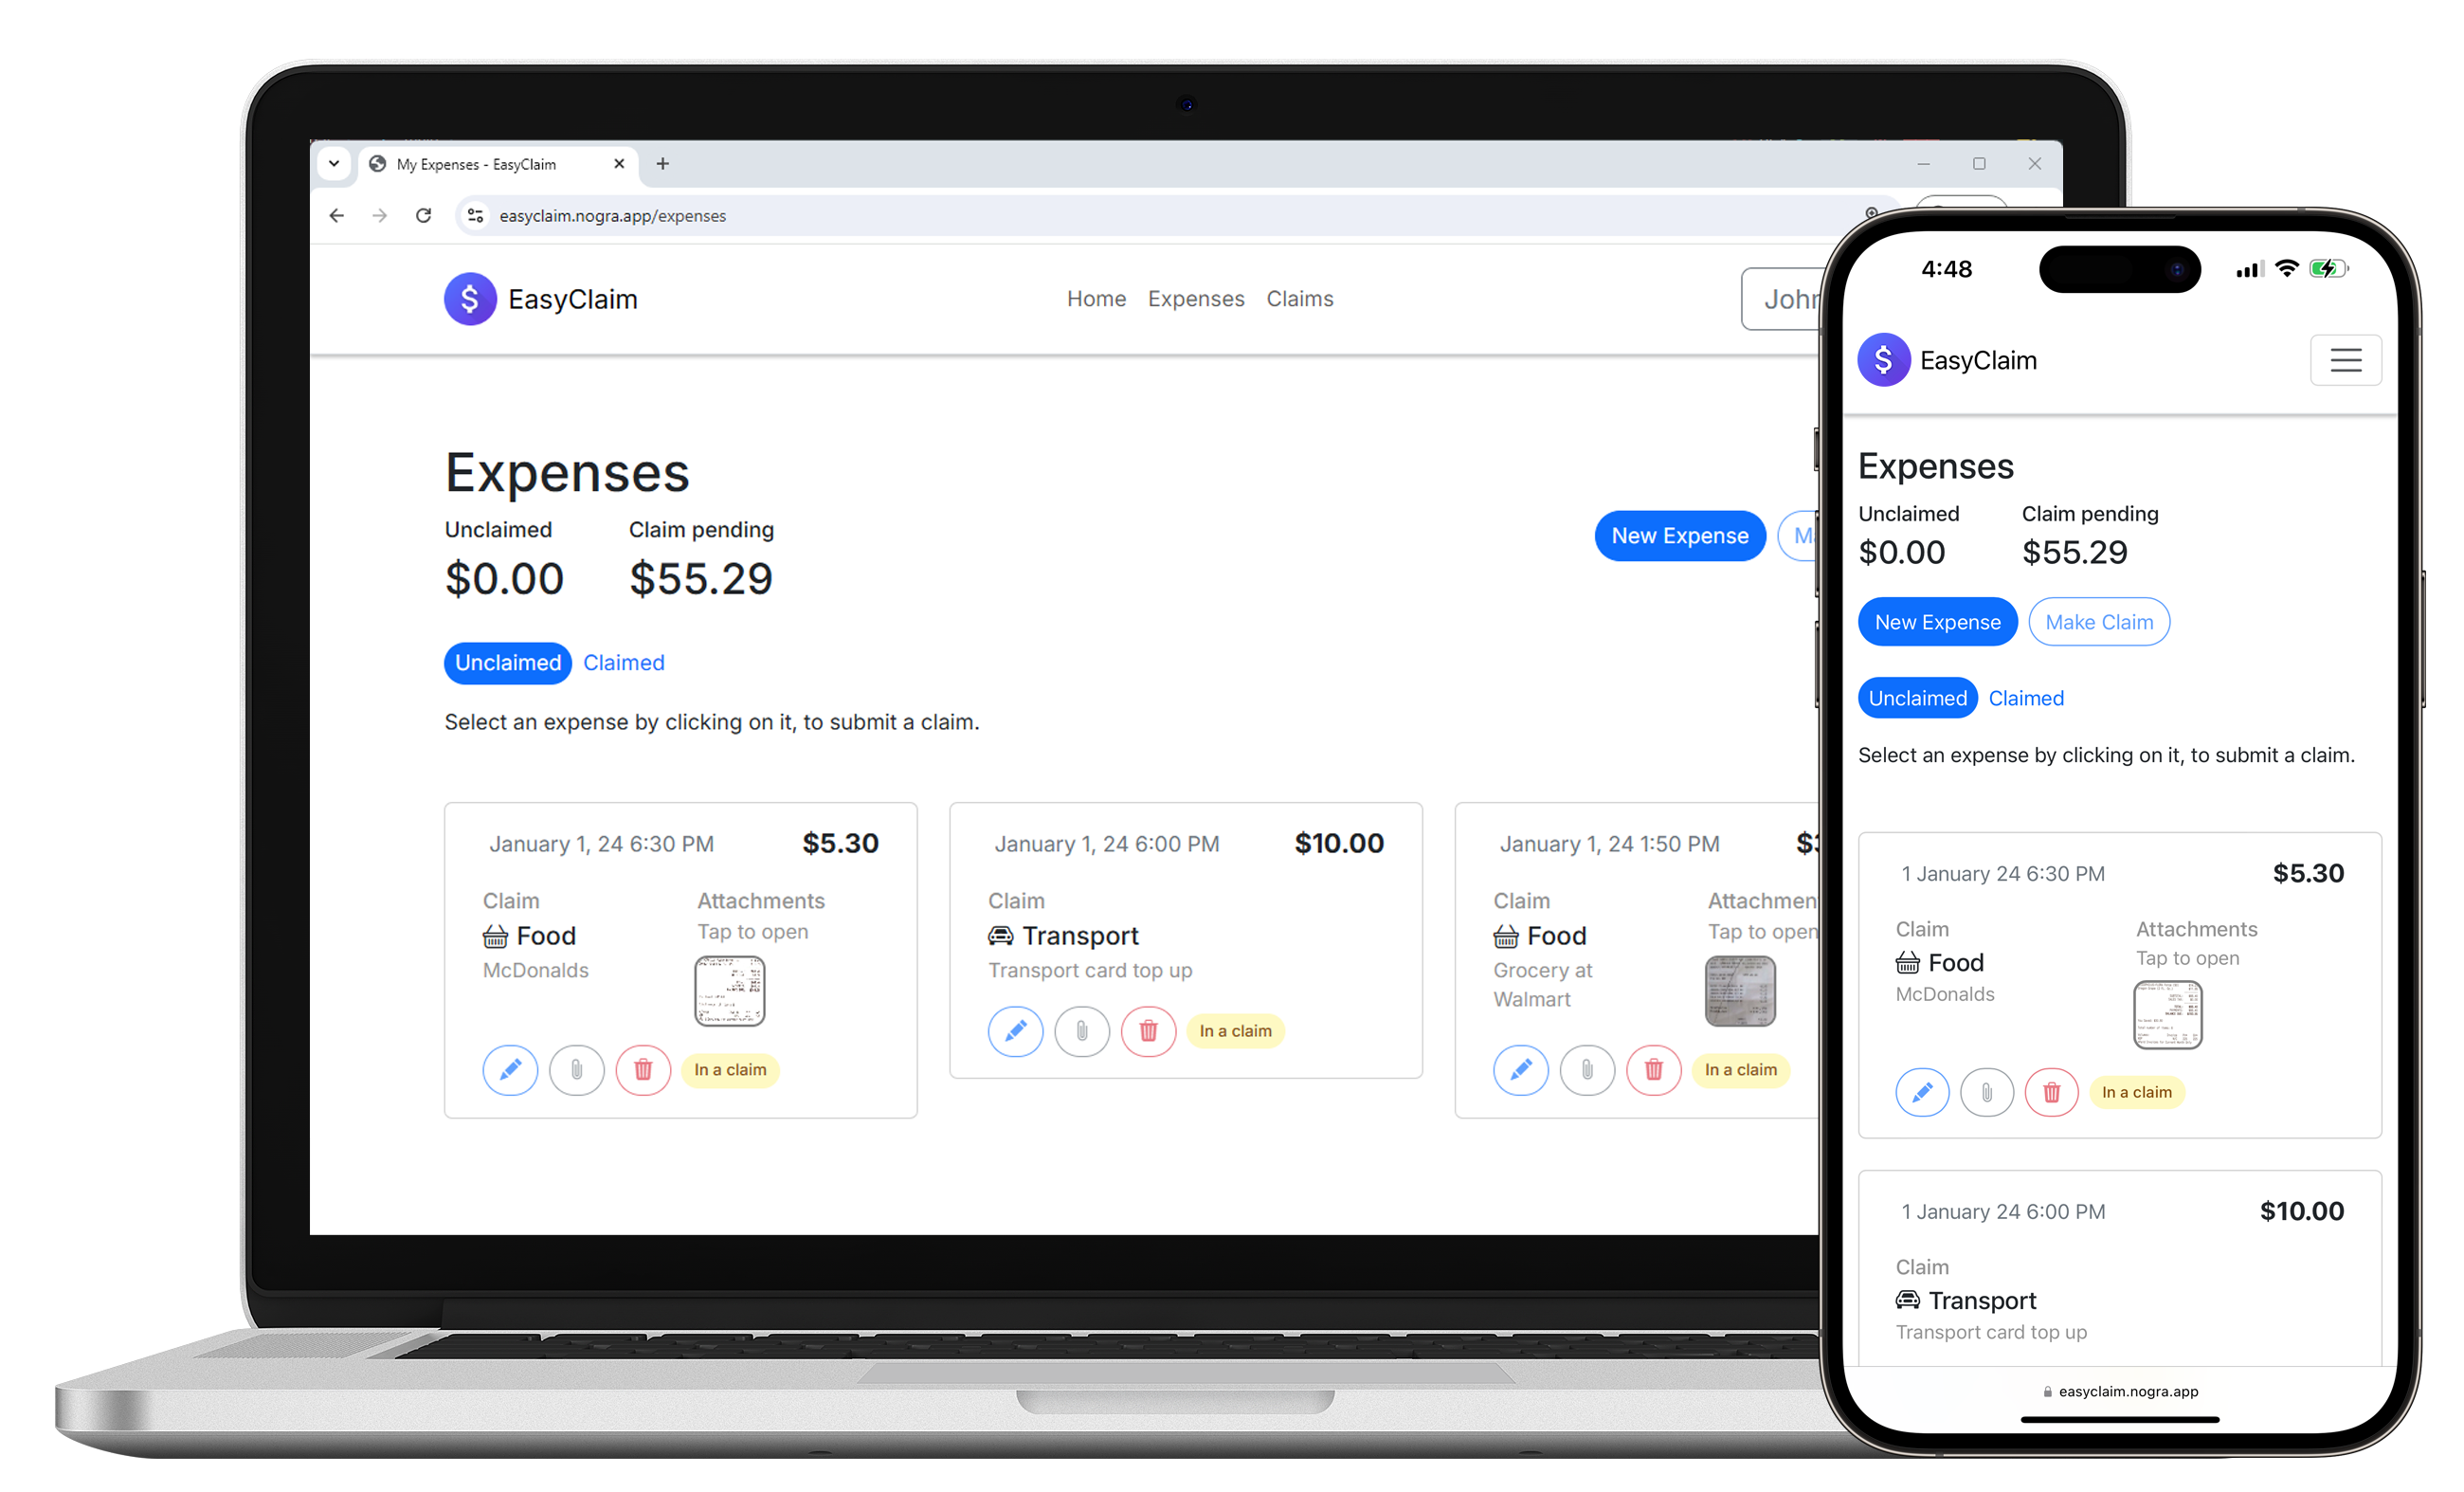 My Expenses - EasyClaim
easyclaim.nogra.app/expenses
$ EasyClaim
Home Expenses Claims
Expenses
Unclaimed Claim pending
$0.00 $55.29
New Expense
Unclaimed Claimed
Select an expense by clicking on it, to submit a claim.
January 1, 24 6:30 PM $5.30
Claim Attachments
Food Tap to open
McDonalds
In a claim
January 1, 24 6:00 PM $10.00
Claim
Transport
Transport card top up
In a claim
January 1, 24 1:50 PM
Claim
Food Tap to open
Grocery at
Walmart
In a claim
4:48
$ EasyClaim
Expenses
Unclaimed Claim pending
$0.00 $55.29
New Expense Make Claim
Unclaimed Claimed
Select an expense by clicking on it, to submit a claim.
1 January 24 6:30 PM $5.30
Claim Attachments
Food Tap to open
McDonalds
In a claim
1 January 24 6:00 PM $10.00
Claim
Transport
Transport card top up
easyclaim.nogra.app